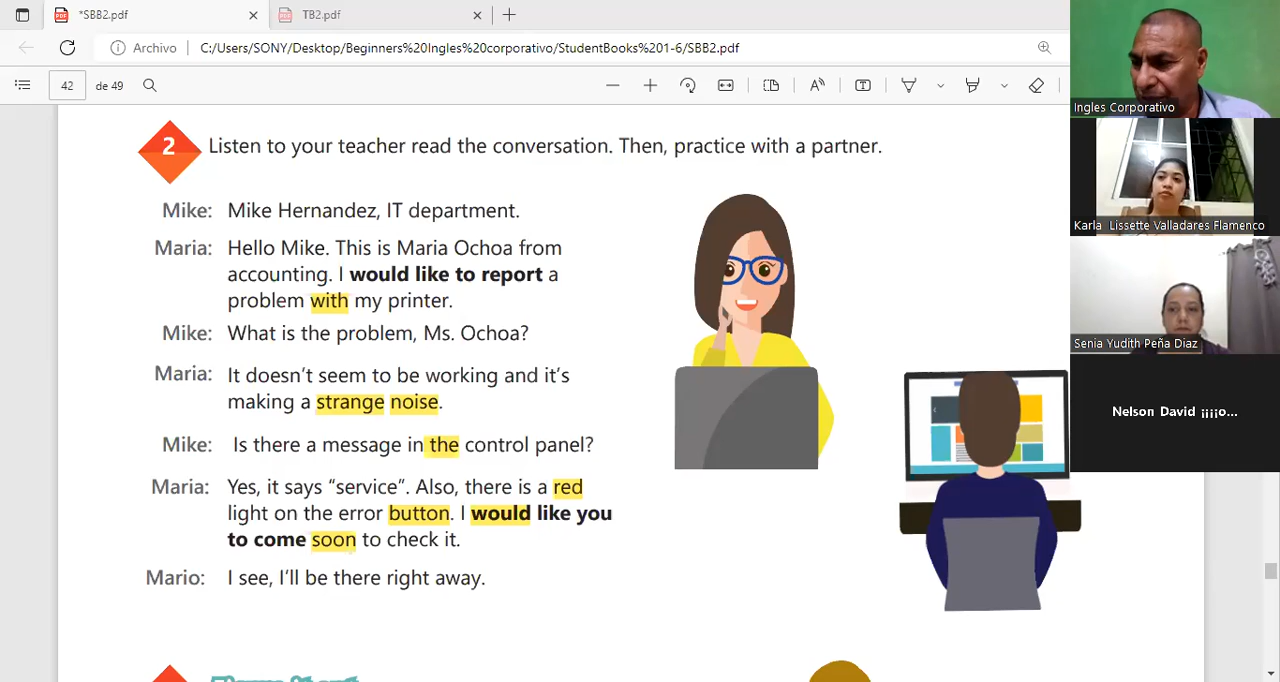 *SBB2.pdf
TB2.pdf
Archivo
C:/Users/SONY/Desktop/Beginners%20Ingles%20corporativo/StudentBooks%201-6/SBB2.pdf
42 de 49
2 Listen to your teacher read the conversation. Then, practice with a partner.
Mike: Mike Hernandez, IT department.
Maria: Hello Mike. This is Maria Ochoa from
accounting. I would like to report a
problem with my printer.
Mike: What is the problem, Ms. Ochoa?
Maria: It doesn't seem to be working and it's
making a strange noise.
Mike: Is there a message in the control panel?
Maria: Yes, it says “service”. Also, there is a red
light on the error button. I would like you
to come soon to check it.
Mario: I see, I'll be there right away.
Ingles Corporativo
Karla Lissette Valladares Flamenco
Senia Yudith Peña Diaz
Nelson David ¡¡¡¡o...